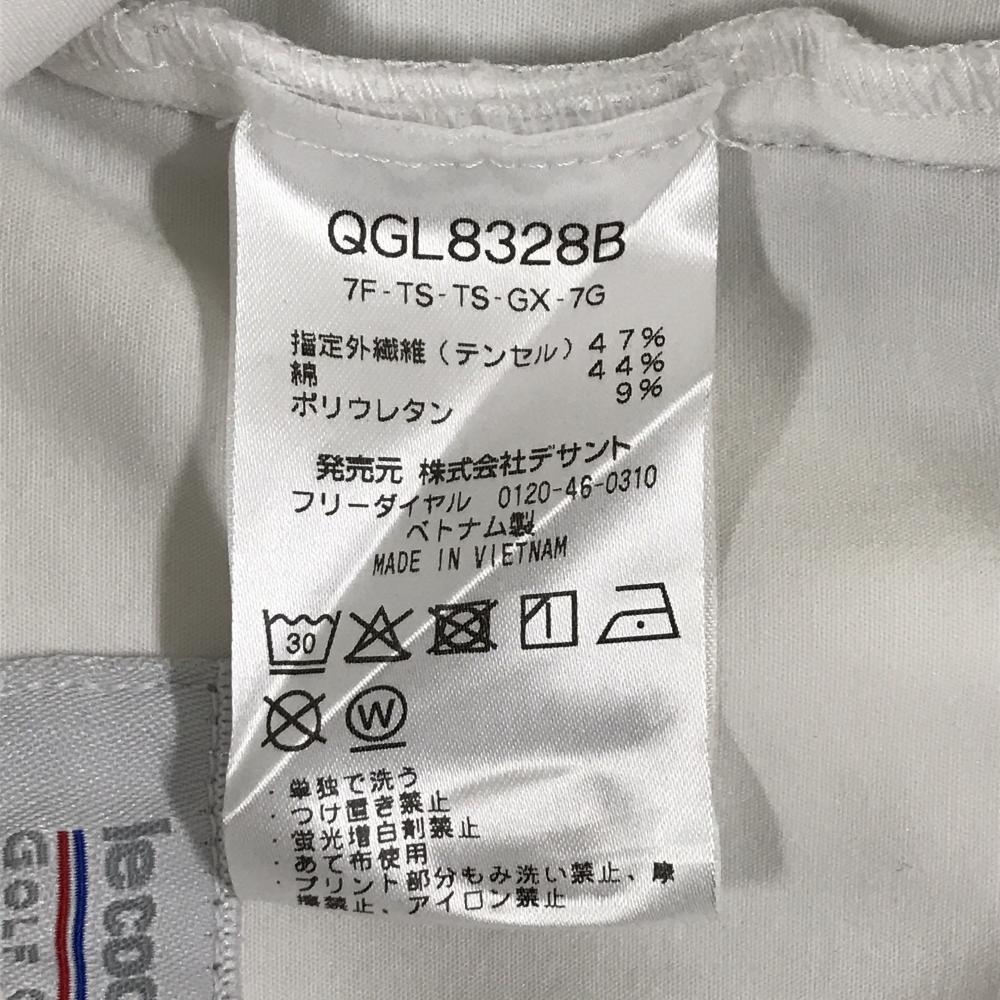 QGL8328B
7F-TS-TS-GX-7G
指定外繊維(テンセル) 47%
綿 44%
ポリウレタン 9%
発売元 株式会社デサント
フリーダイヤル 0120-46-0310
ベトナム製
MADE IN VIETNAM
30
W
・単独で洗う
・つけ置き禁止
・蛍光増白剤禁止
・あて布使用
・プリント部分もみ洗い禁止、摩
擦禁止、アイロン禁止
le coq
GOLF